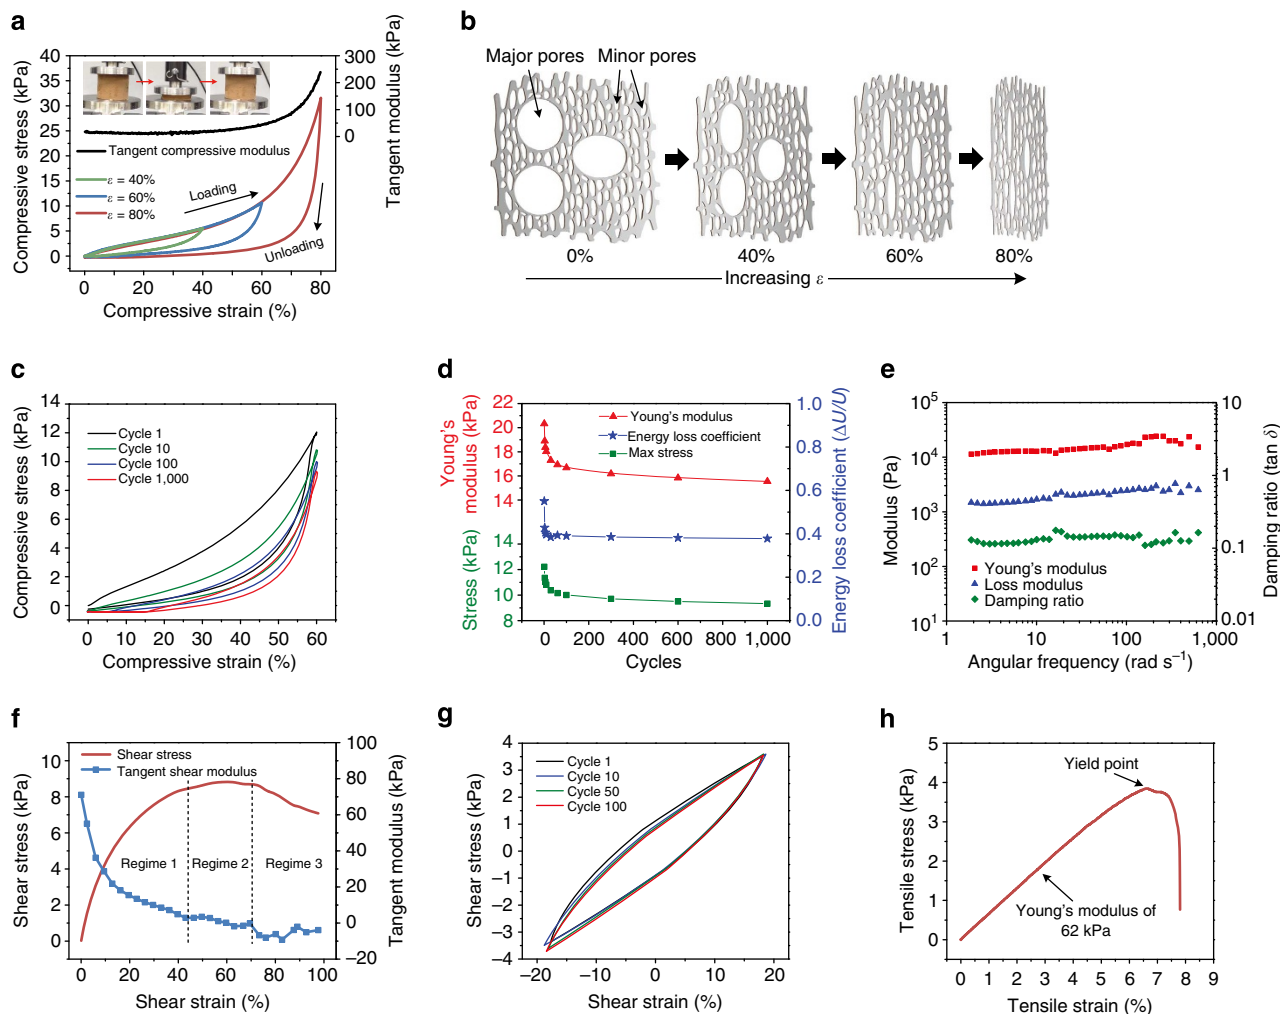 a
Compressive stress (kPa)
40
35
30
25
20
15
10
5
0
300
200
100
0
Tangent modulus (kPa)
Tangent compressive modulus
ε = 40%
ε = 60%
ε = 80%
Loading
Unloading
0 20 40 60 80
Compressive strain (%)
b
Major pores
Minor pores
0% 40% 60% 80%
Increasing ε
c
Compressive stress (kPa)
14
12
10
8
6
4
2
0
Cycle 1
Cycle 10
Cycle 100
Cycle 1,000
0 10 20 30 40 50 60
Compressive strain (%)
d
Young's modulus (kPa)
22
20
18
16
14
Stress (kPa)
14
12
10
8
Young's modulus
Energy loss coefficient
Max stress
1.0
0.8
0.6
0.4
0.2
0.0
Energy loss coefficient (ΔU/U)
0 200 400 600 800 1,000
Cycles
e
Modulus (Pa)
10⁵
10⁴
10³
10²
10¹
Young's modulus
Loss modulus
Damping ratio
10
1
0.1
0.01
Damping ratio (tan δ)
1 10 100 1,000
Angular frequency (rad s⁻¹)
f
Shear stress (kPa)
10
8
6
4
2
0
Shear stress
Tangent shear modulus
Regime 1 Regime 2 Regime 3
100
80
60
40
20
0
−20
Tangent modulus (kPa)
0 20 40 60 80 100
Shear strain (%)
g
Shear stress (kPa)
4
3
2
1
0
−1
−2
−3
−4
Cycle 1
Cycle 10
Cycle 50
Cycle 100
−20 −10 0 10 20
Shear strain (%)
h
Tensile stress (kPa)
5
4
3
2
1
0
Yield point
Young's modulus of
62 kPa
0 1 2 3 4 5 6 7 8 9
Tensile strain (%)